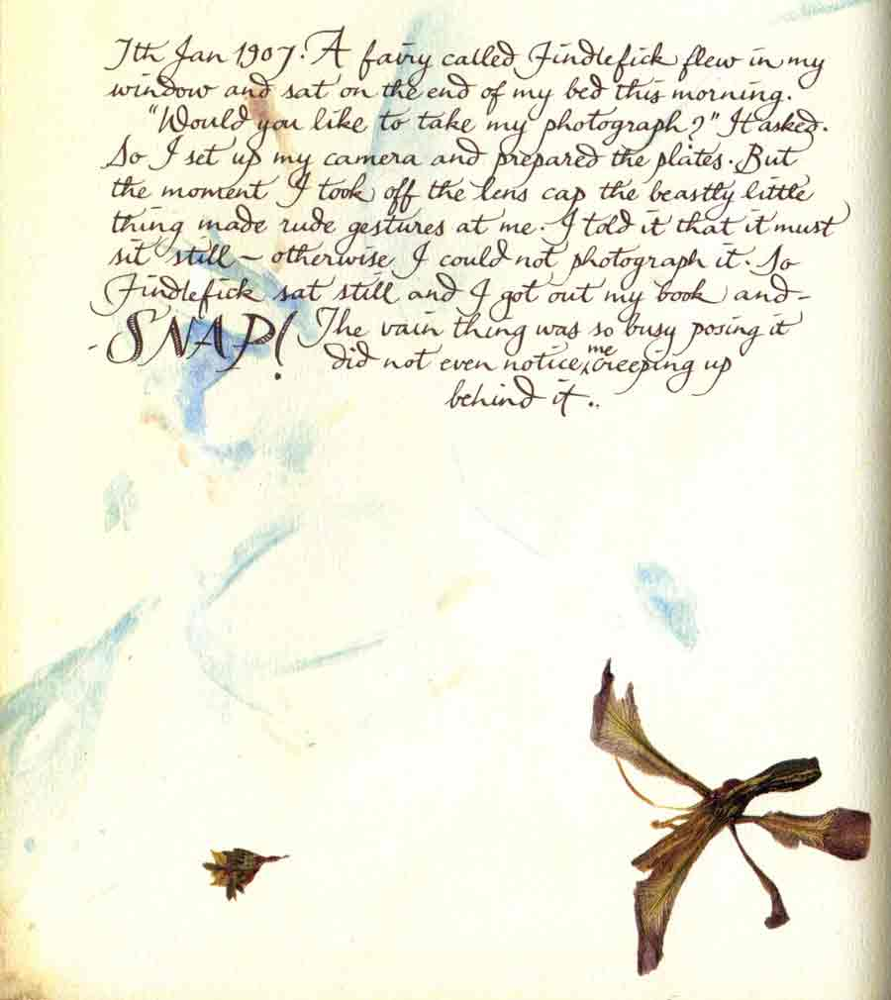 7th Jan 1907. A fairy called Findlefick flew in my
window and sat on the end of my bed this morning.
"Would you like to take my photograph?" It asked.
So I set up my camera and prepared the plates. But
the moment I took off the lens cap the beastly little
thing made rude gestures at me. I told it that it must
sit still - otherwise I could not photograph it. So
Findlefick sat still and I got out my book and -
- SNAP! The vain thing was so busy posing it
did not even notice me creeping up
behind it..